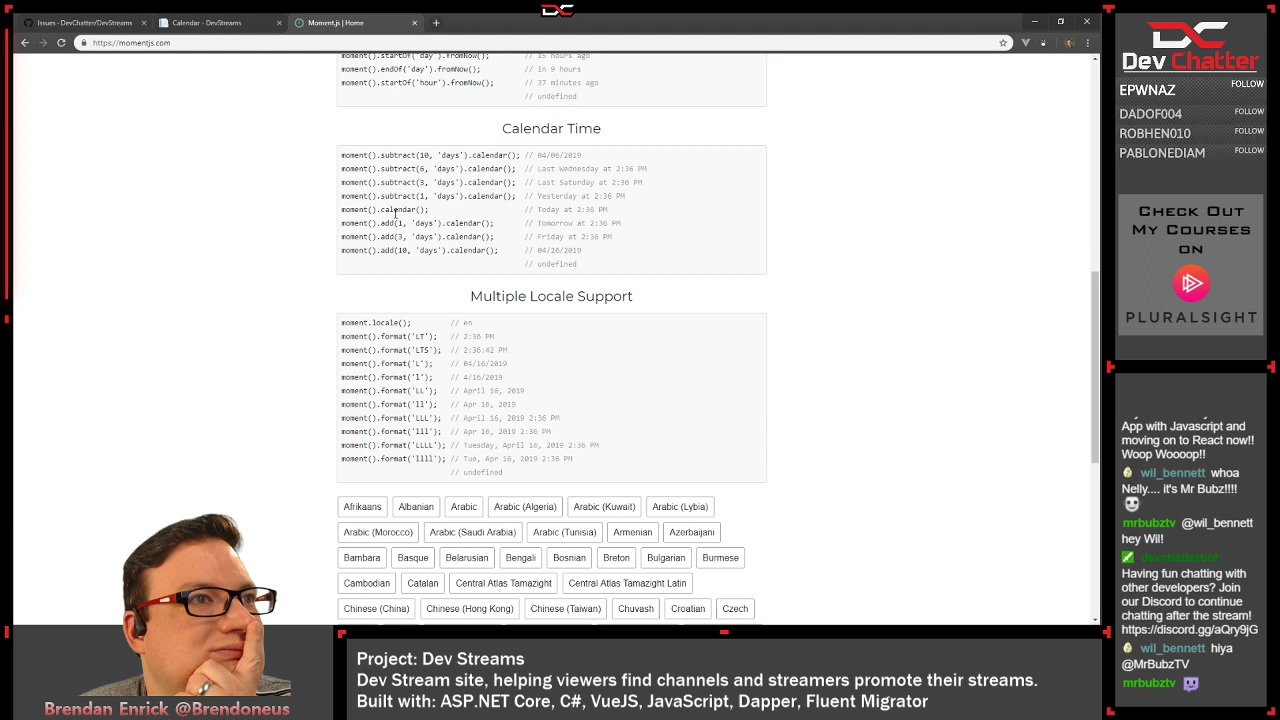 Issues · DevChatter/DevStreams
Calendar - DevStreams
Moment.js | Home
https://momentjs.com
moment().startOf('day').fromNow(); // 15 hours ago
moment().endOf('day').fromNow(); // in 9 hours
moment().startOf('hour').fromNow(); // 37 minutes ago
// undefined
Calendar Time
moment().subtract(10, 'days').calendar(); // 04/06/2019
moment().subtract(6, 'days').calendar(); // Last Wednesday at 2:36 PM
moment().subtract(3, 'days').calendar(); // Last Saturday at 2:36 PM
moment().subtract(1, 'days').calendar(); // Yesterday at 2:36 PM
moment().calendar(); // Today at 2:36 PM
moment().add(1, 'days').calendar(); // Tomorrow at 2:36 PM
moment().add(3, 'days').calendar(); // Friday at 2:36 PM
moment().add(10, 'days').calendar(); // 04/26/2019
// undefined
Multiple Locale Support
moment.locale(); // en
moment().format('LT'); // 2:36 PM
moment().format('LTS'); // 2:36:42 PM
moment().format('L'); // 04/16/2019
moment().format('l'); // 4/16/2019
moment().format('LL'); // April 16, 2019
moment().format('ll'); // Apr 16, 2019
moment().format('LLL'); // April 16, 2019 2:36 PM
moment().format('lll'); // Apr 16, 2019 2:36 PM
moment().format('LLLL'); // Tuesday, April 16, 2019 2:36 PM
moment().format('llll'); // Tue, Apr 16, 2019 2:36 PM
// undefined
Afrikaans Albanian Arabic Arabic (Algeria) Arabic (Kuwait) Arabic (Lybia)
Arabic (Morocco) Arabic (Saudi Arabia) Arabic (Tunisia) Armenian Azerbaijani
Bambara Basque Belarusian Bengali Bosnian Breton Bulgarian Burmese
Cambodian Catalan Central Atlas Tamazight Central Atlas Tamazight Latin
Chinese (China) Chinese (Hong Kong) Chinese (Taiwan) Chuvash Croatian Czech
DC
Dev Chatter
EPWNAZ FOLLOW
DADOF004 FOLLOW
ROBHEN010 FOLLOW
PABLONEDIAM FOLLOW
CHECK OUT
MY COURSES
ON
PLURALSIGHT
App with Javascript and
moving on to React now!!
Woop Woooop!!
wil_bennett whoa
Nelly.... it's Mr Bubz!!!!
mrbubztv @wil_bennett
hey Wil!
devchatterbot
Having fun chatting with
other developers? Join
our Discord to continue
chatting after the stream!
https://discord.gg/aQry9jG
wil_bennett hiya
@MrBubzTV
mrbubztv
Project: Dev Streams
Dev Stream site, helping viewers find channels and streamers promote their streams.
Built with: ASP.NET Core, C#, VueJS, JavaScript, Dapper, Fluent Migrator
Brendan Enrick @Brendoneus